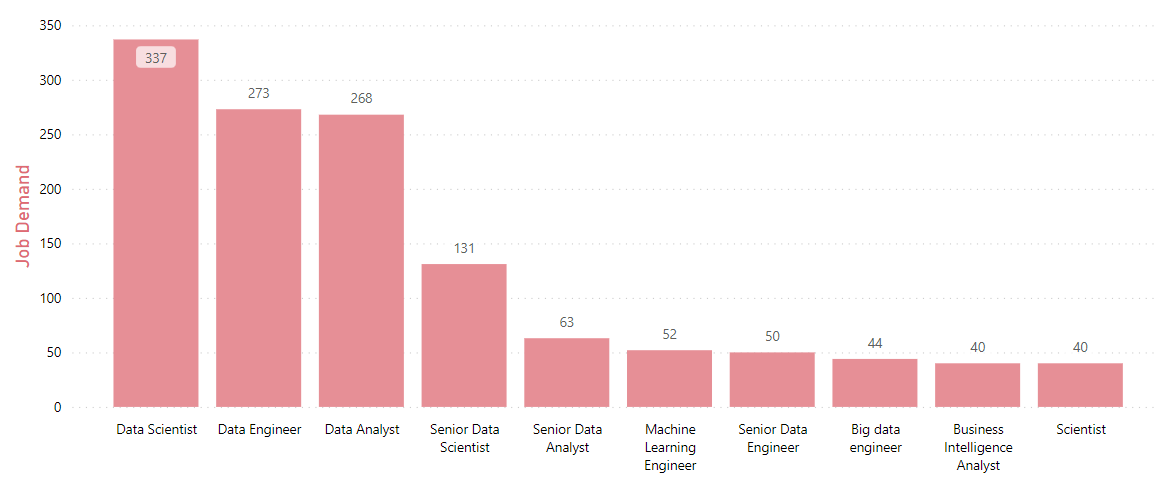 350
300
250
200
150
100
50
0
Job Demand
337
273
268
131
63
52
50
44
40
40
Data Scientist
Data Engineer
Data Analyst
Senior Data
Scientist
Senior Data
Analyst
Machine
Learning
Engineer
Senior Data
Engineer
Big data
engineer
Business
Intelligence
Analyst
Scientist